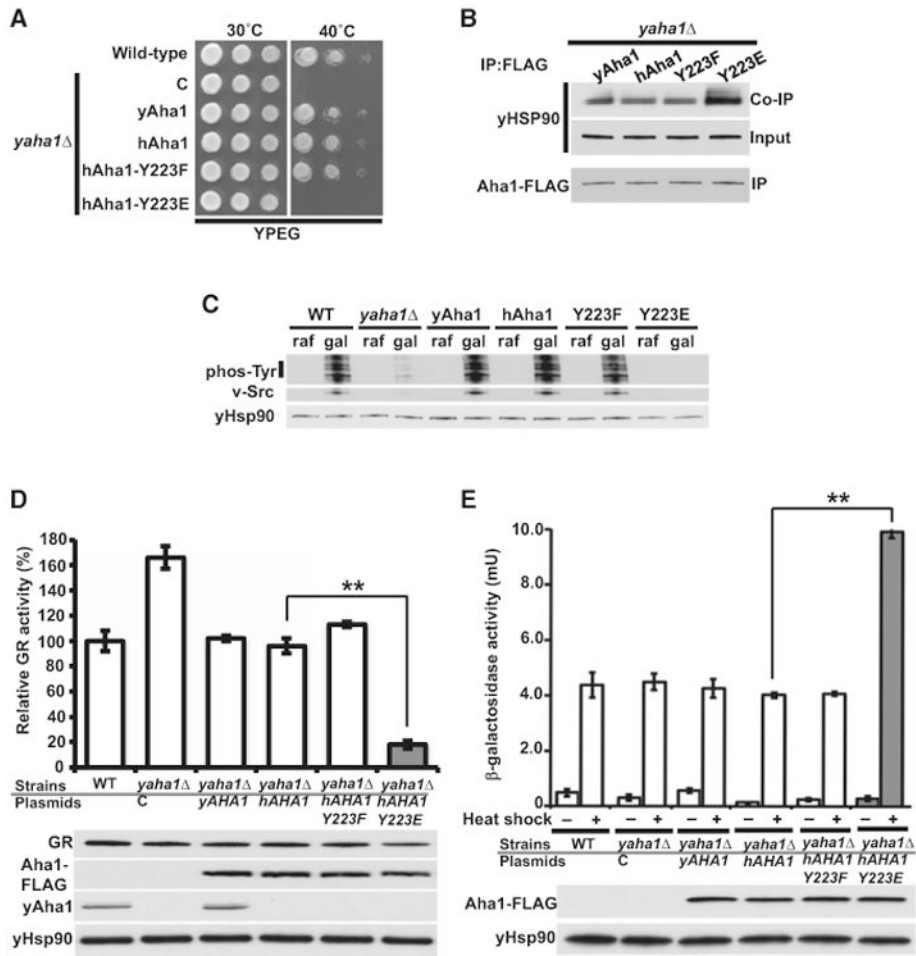 A
30°C 40°C
Wild-type
C
yAha1
yaha1Δ
hAha1
hAha1-Y223F
hAha1-Y223E
YPEG
B
yaha1Δ
IP:FLAG
yAha1 hAha1 Y223F Y223E
yHSP90
Co-IP
Input
Aha1-FLAG
IP
C
WT yaha1Δ yAha1 hAha1 Y223F Y223E
raf gal raf gal raf gal raf gal raf gal raf gal
phos-Tyr
v-Src
yHsp90
D
Relative GR activity (%)
180
160
140
120
100
80
60
40
20
0
**
Strains WT yaha1Δ yaha1Δ yaha1Δ yaha1Δ yaha1Δ
Plasmids C yAHA1 hAHA1 hAHA1 hAHA1
Y223F Y223E
GR
Aha1-
FLAG
yAha1
yHsp90
E
β-galactosidase activity (mU)
10.0
8.0
6.0
4.0
2.0
0
**
Heat shock – + – + – + – + – + – +
Strains WT yaha1Δ yaha1Δ yaha1Δ yaha1Δ yaha1Δ
Plasmids C yAHA1 hAHA1 hAHA1 hAHA1
Y223F Y223E
Aha1-FLAG
yHsp90